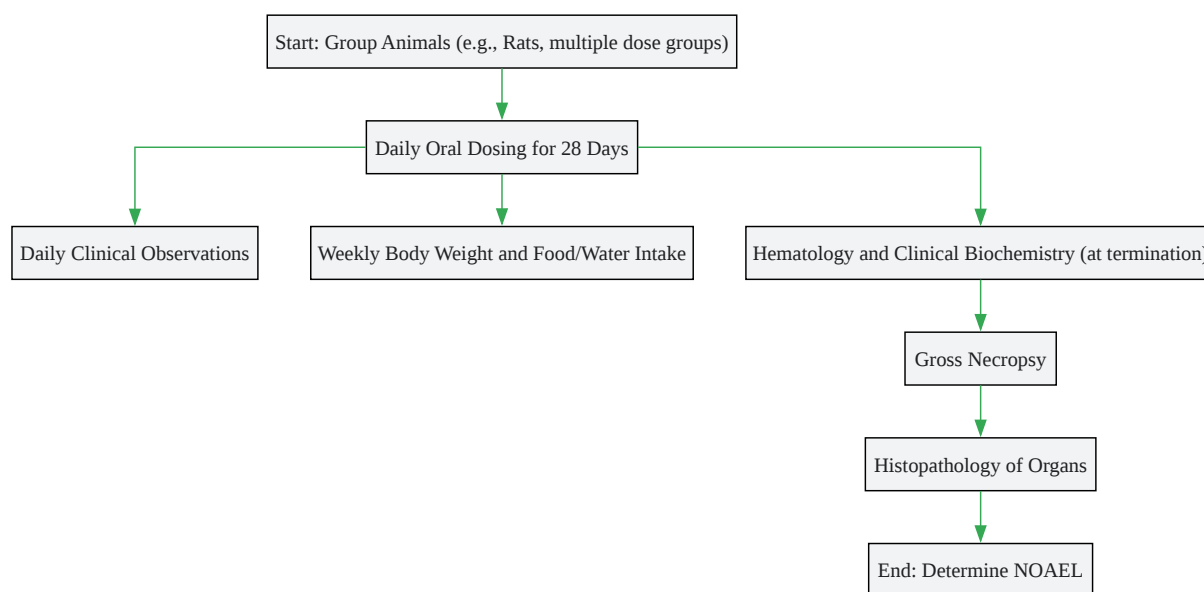 Start: Group Animals (e.g., Rats, multiple dose groups)
Daily Oral Dosing for 28 Days
Daily Clinical Observations
Weekly Body Weight and Food/Water Intake
Hematology and Clinical Biochemistry (at termination)
Gross Necropsy
Histopathology of Organs
End: Determine NOAEL